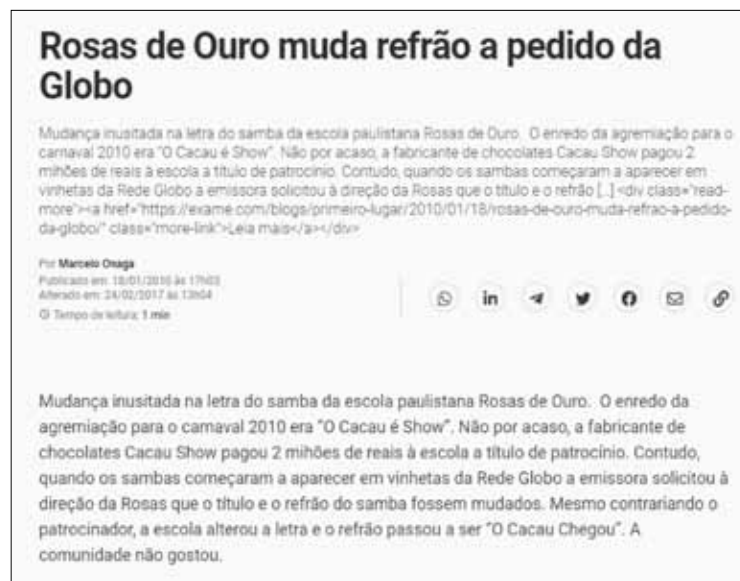 Rosas de Ouro muda refrão a pedido da
Globo
Mudança inusitada na letra do samba da escola paulistana Rosas de Ouro. O enredo da agremiação para o
carnaval 2010 era "O Cacau é Show". Não por acaso, a fabricante de chocolates Cacau Show pagou 2
mihões de reais à escola a título de patrocínio. Contudo, quando os sambas começaram a aparecer em
vinhetas da Rede Globo a emissora solicitou à direção da Rosas que o título e o refrão [...] <div class="read-
more"><a href="https://exame.com/blogs/primeiro-lugar/2010/01/18/rosas-de-ouro-muda-refrao-a-pedido-
da-globo/" class="more-link">Leia mais</a></div>
Por Marcelo Onaga
Publicado em: 18/01/2010 às 17h03
Alterado em: 24/02/2017 às 13h04
Tempo de leitura: 1 min
Mudança inusitada na letra do samba da escola paulistana Rosas de Ouro. O enredo da
agremiação para o carnaval 2010 era "O Cacau é Show". Não por acaso, a fabricante de
chocolates Cacau Show pagou 2 mihões de reais à escola a título de patrocínio. Contudo,
quando os sambas começaram a aparecer em vinhetas da Rede Globo a emissora solicitou à
direção da Rosas que o título e o refrão do samba fossem mudados. Mesmo contrariando o
patrocinador, a escola alterou a letra e o refrão passou a ser "O Cacau Chegou". A
comunidade não gostou.